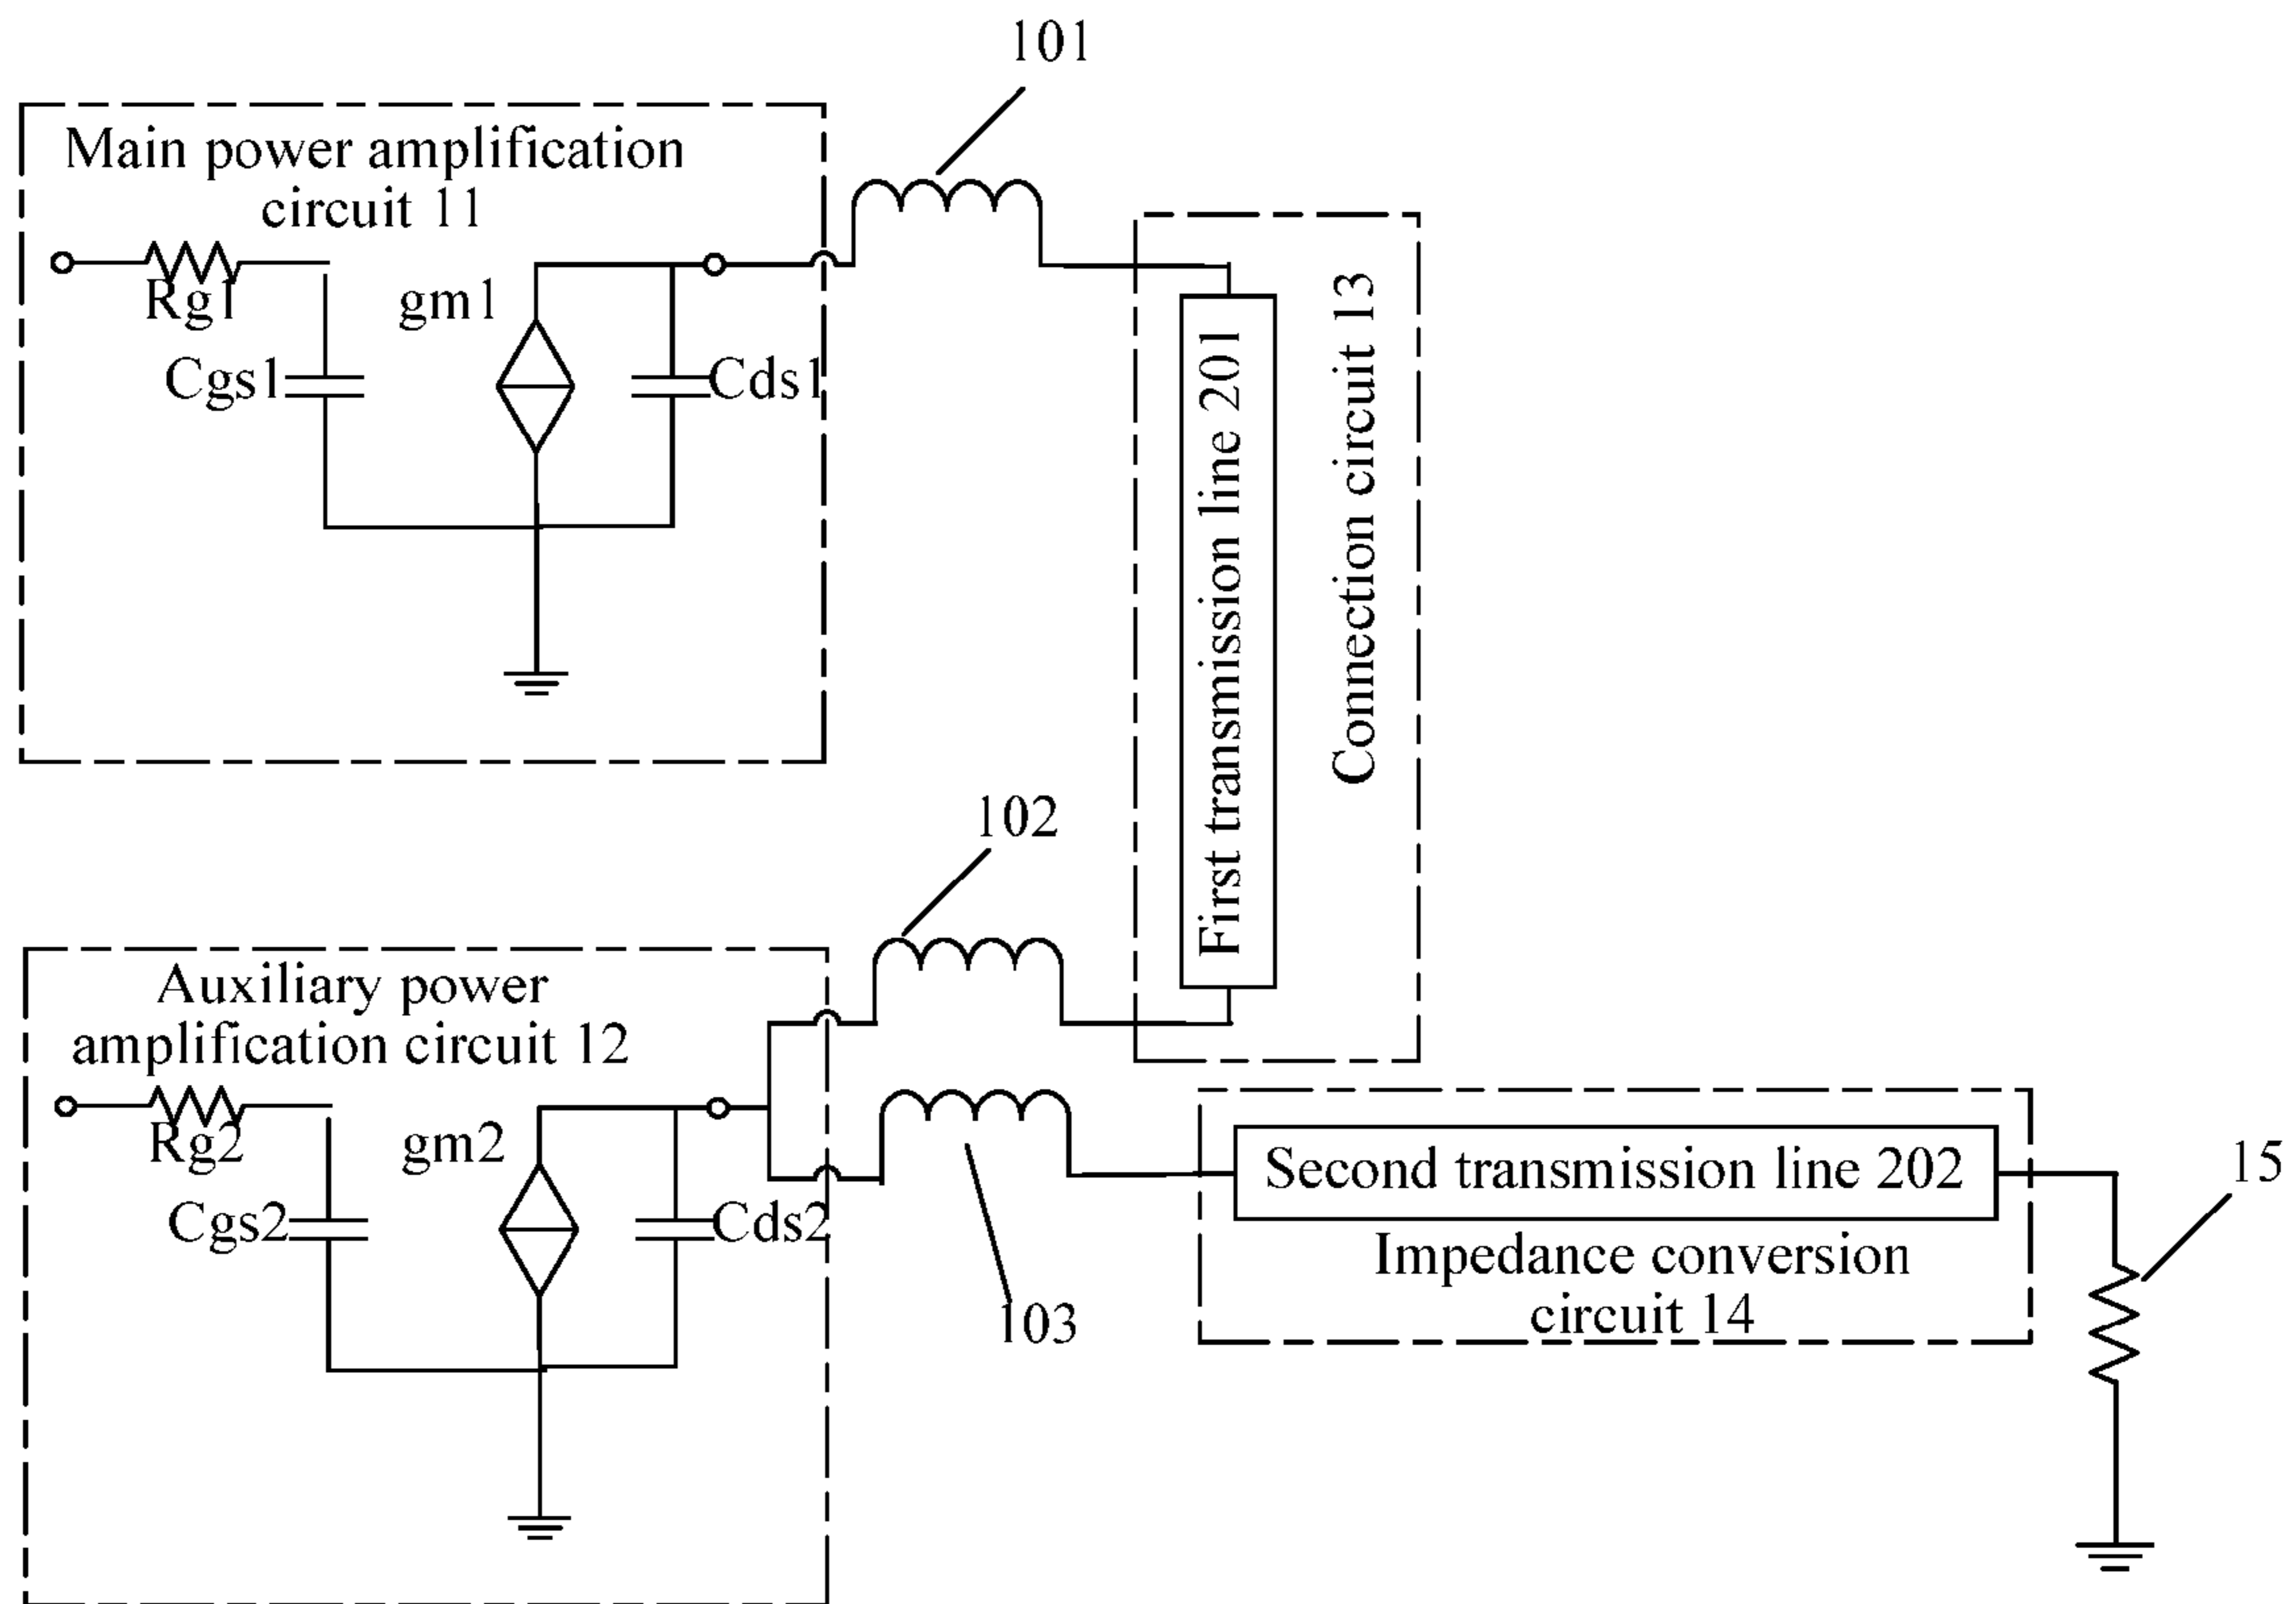 101
Main power amplification
circuit 11
Rg1
gm1
Cgs1
Cds1
First transmission line 201
Connection circuit 13
102
Auxiliary power
amplification circuit 12
Rg2
gm2
Cgs2
Cds2
103
Second transmission line 202
Impedance conversion
circuit 14
15